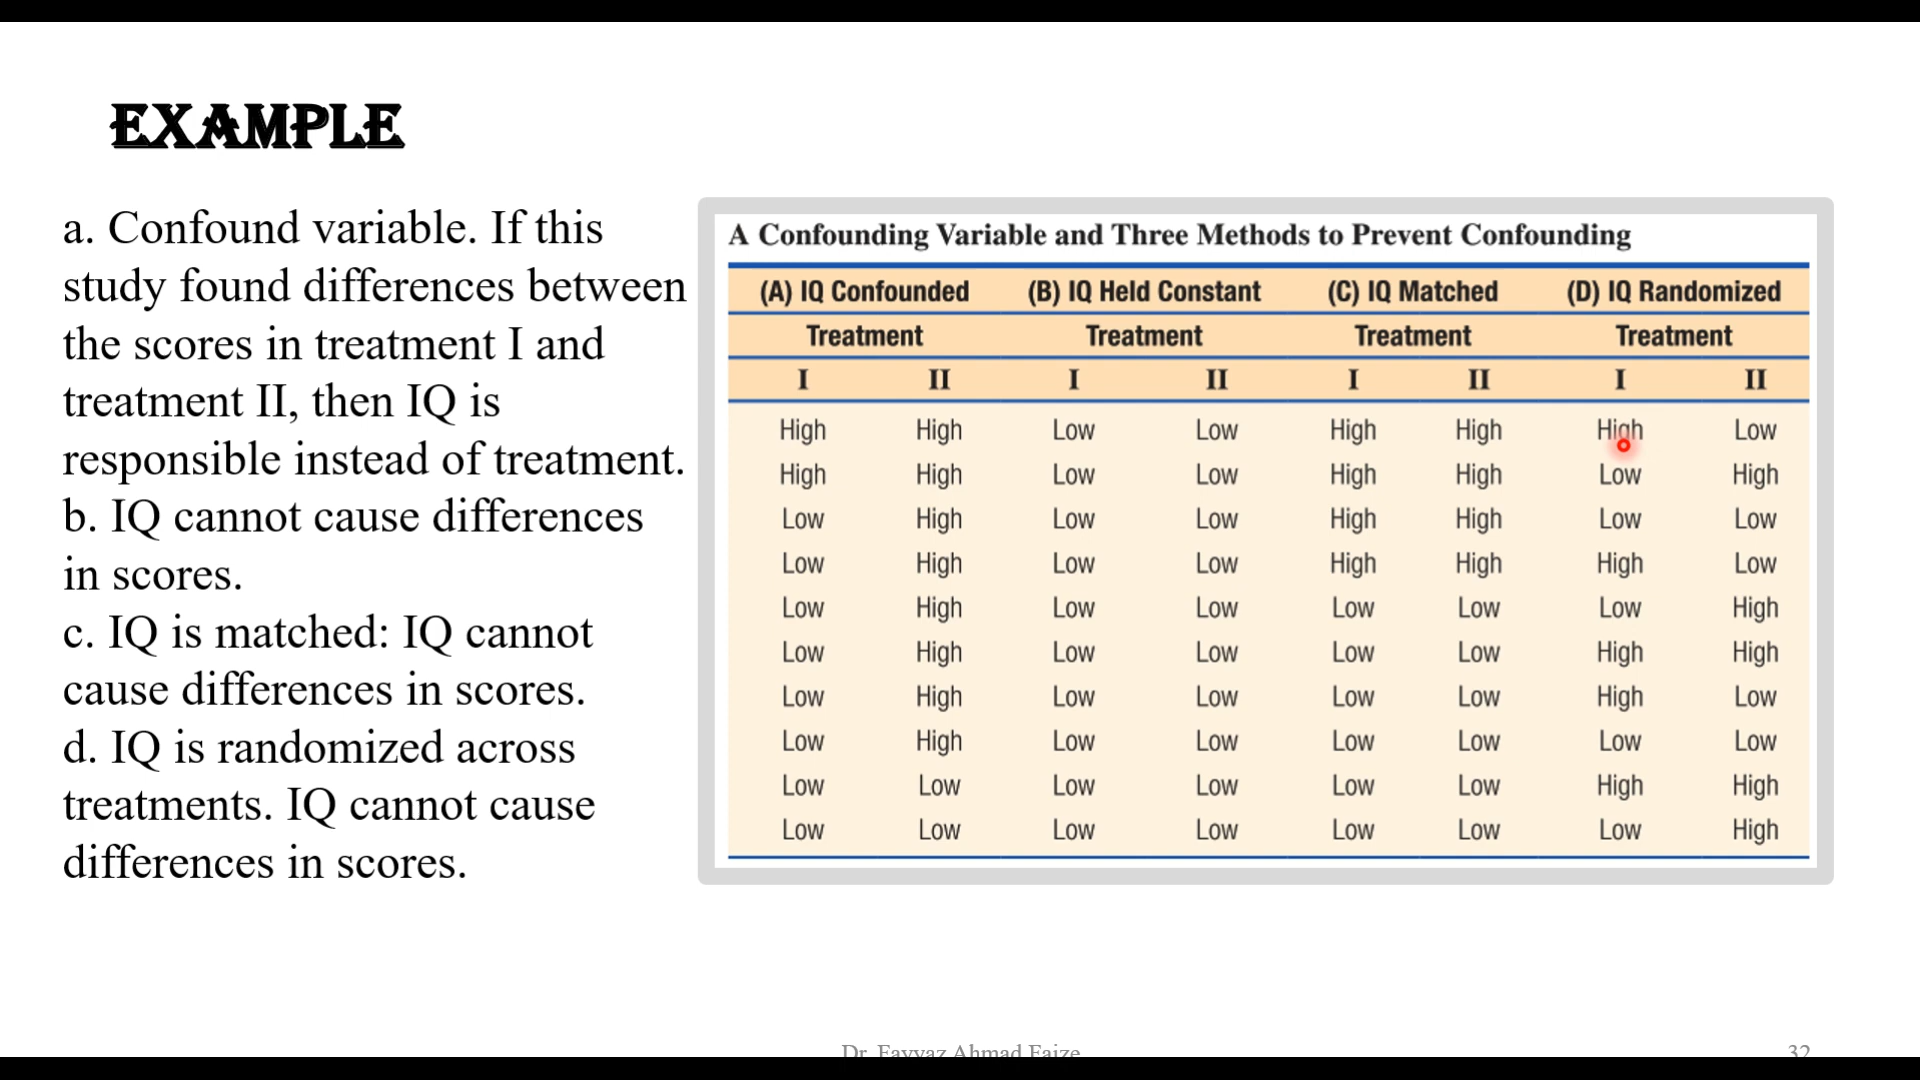 EXAMPLE
a. Confound variable. If this
study found differences between
the scores in treatment I and
treatment II, then IQ is
responsible instead of treatment.
b. IQ cannot cause differences
in scores.
c. IQ is matched: IQ cannot
cause differences in scores.
d. IQ is randomized across
treatments. IQ cannot cause
differences in scores.
A Confounding Variable and Three Methods to Prevent Confounding
(A) IQ Confounded (B) IQ Held Constant (C) IQ Matched (D) IQ Randomized
Treatment Treatment Treatment Treatment
I II I II I II I II
High High Low Low High High High Low
High High Low Low High High Low High
Low High Low Low High High Low Low
Low High Low Low High High High Low
Low High Low Low Low Low Low High
Low High Low Low Low Low High High
Low High Low Low Low Low High Low
Low High Low Low Low Low Low Low
Low Low Low Low Low Low High High
Low Low Low Low Low Low Low High
Dr. Fayyaz Ahmad Faize 32